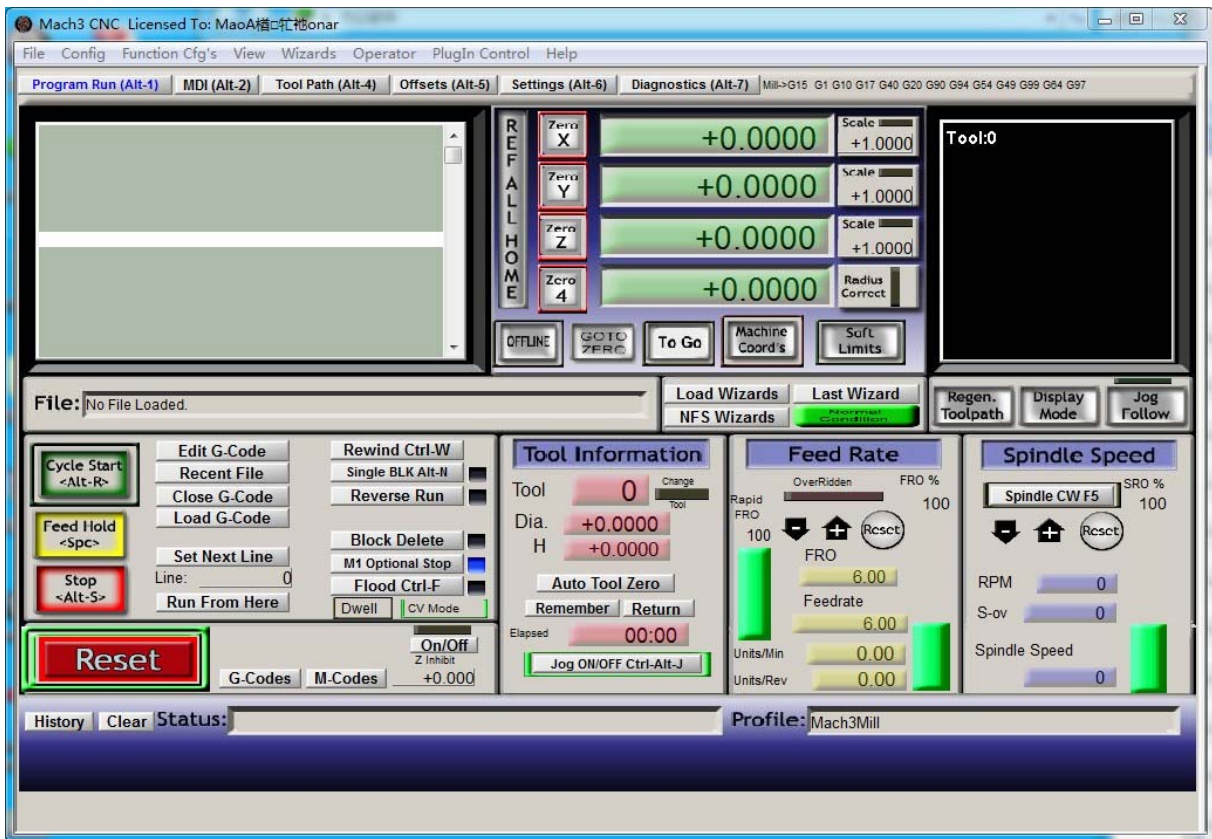 Mach3 CNC Licensed To: MaoA楢□牤衪onar
File Config Function Cfg's View Wizards Operator PlugIn Control Help
Program Run (Alt-1) MDI (Alt-2) Tool Path (Alt-4) Offsets (Alt-5) Settings (Alt-6) Diagnostics (Alt-7) Mill->G15 G1 G10 G17 G40 G20 G90 G94 G54 G49 G99 G64 G97
REF ALL HOME
Zero X +0.0000 Scale +1.0000
Zero Y +0.0000 Scale +1.0000
Zero Z +0.0000 Scale +1.0000
Zero 4 +0.0000 Radius Correct
OFFLINE GOTO ZERO To Go Machine Coord's Soft Limits
Tool:0
File: No File Loaded.
Load Wizards Last Wizard
NFS Wizards Normal Condition
Regen. Toolpath Display Mode Jog Follow
Cycle Start <Alt-R>
Feed Hold <Spc>
Stop <Alt-S>
Edit G-Code
Recent File
Close G-Code
Load G-Code
Set Next Line
Line: 0
Run From Here
Rewind Ctrl-W
Single BLK Alt-N
Reverse Run
Block Delete
M1 Optional Stop
Flood Ctrl-F
Dwell CV Mode
Reset
G-Codes M-Codes
On/Off
Z Inhibit
+0.000
Tool Information
Tool 0 Change Tool
Dia. +0.0000
H +0.0000
Auto Tool Zero
Remember Return
Elapsed 00:00
Jog ON/OFF Ctrl-Alt-J
Feed Rate
OverRidden FRO %
100
Rapid FRO
100
Reset
FRO
6.00
Feedrate
6.00
Units/Min 0.00
Units/Rev 0.00
Spindle Speed
Spindle CW F5 SRO %
100
Reset
RPM 0
S-ov 0
Spindle Speed
0
History Clear Status:
Profile: Mach3Mill